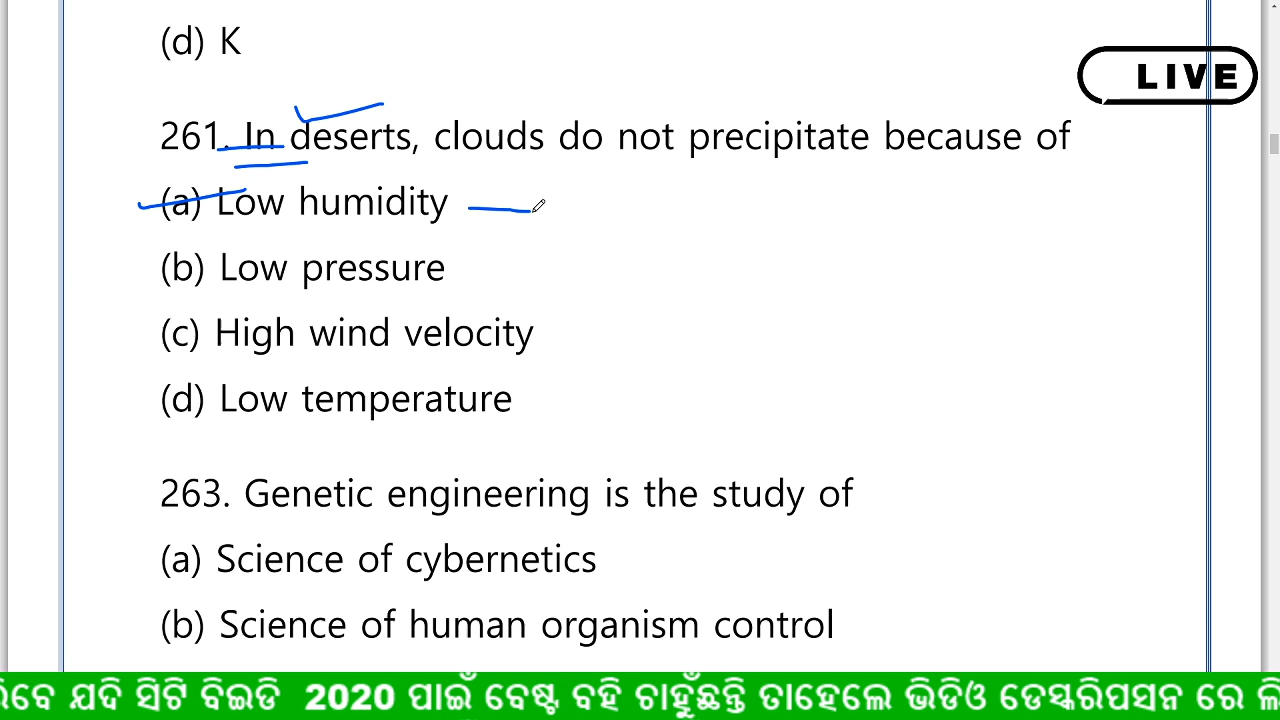 (d) K
LIVE
261. In deserts, clouds do not precipitate because of
(a) Low humidity
(b) Low pressure
(c) High wind velocity
(d) Low temperature
263. Genetic engineering is the study of
(a) Science of cybernetics
(b) Science of human organism control
ଯଦି ସିଟି ବିଇଡି 2020 ପାଇଁ ବେଷ୍ଟ ବହି ଚାହୁଁଛନ୍ତି ତାହେଲେ ଭିଡିଓ ଡେସ୍କରିପସନ ରେ